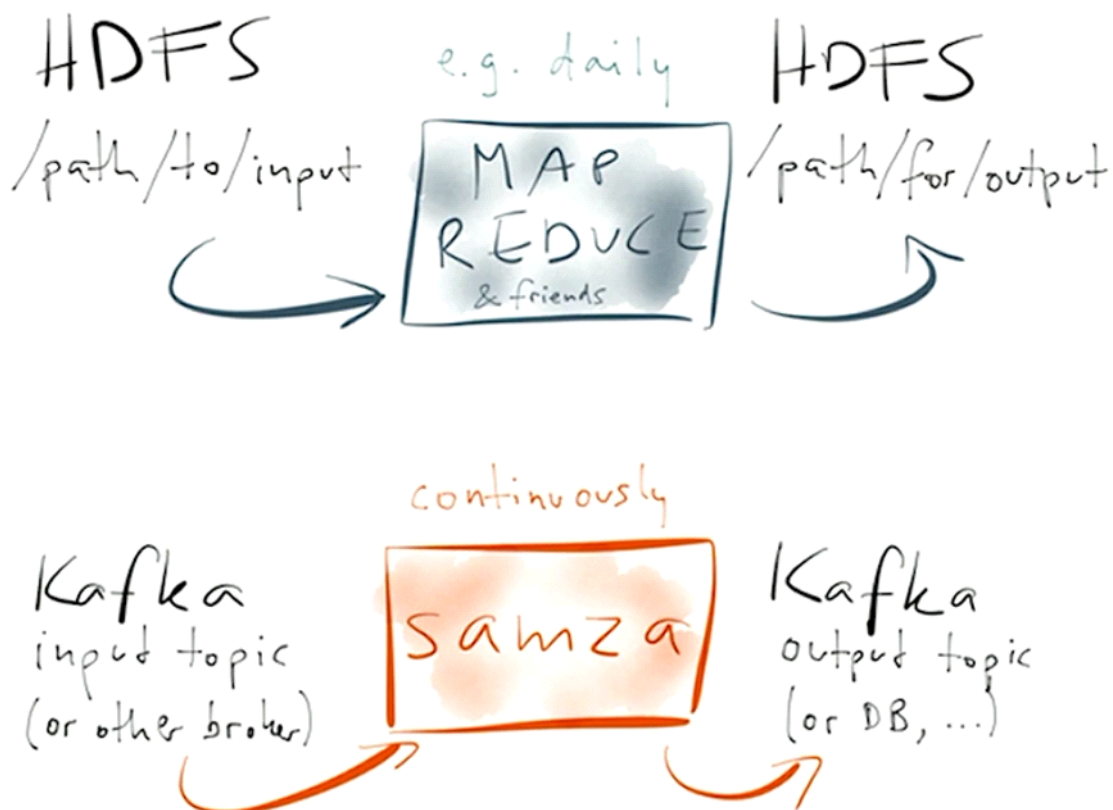 HDFS
/path/to/input
e.g. daily
MAP
REDUCE
& friends
HDFS
/path/for/output
continuously
Kafka
input topic
(or other broker)
samza
Kafka
output topic
(or DB, ...)